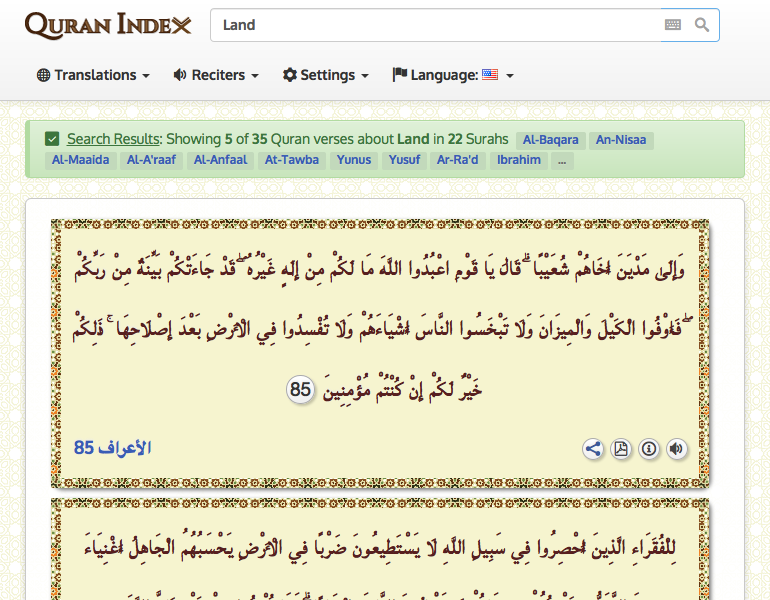 QURAN INDEX
Land
Translations Reciters Settings Language:
Search Results: Showing 5 of 35 Quran verses about Land in 22 Surahs Al-Baqara An-Nisaa
Al-Maaida Al-A'raaf Al-Anfaal At-Tawba Yunus Yusuf Ar-Ra'd Ibrahim ...
وَإِلَىٰ مَدْيَنَ أَخَاهُمْ شُعَيْبًا ۗ قَالَ يَا قَوْمِ اعْبُدُوا اللَّهَ مَا لَكُمْ مِنْ إِلَٰهٍ غَيْرُهُ ۖ قَدْ جَاءَتْكُمْ بَيِّنَةٌ مِنْ رَبِّكُمْ
ۖ فَأَوْفُوا الْكَيْلَ وَالْمِيزَانَ وَلَا تَبْخَسُوا النَّاسَ أَشْيَاءَهُمْ وَلَا تُفْسِدُوا فِي الْأَرْضِ بَعْدَ إِصْلَاحِهَا ۚ ذَٰلِكُمْ
خَيْرٌ لَكُمْ إِنْ كُنْتُمْ مُؤْمِنِينَ 85
الأعراف 85
لِلْفُقَرَاءِ الَّذِينَ أُحْصِرُوا فِي سَبِيلِ اللَّهِ لَا يَسْتَطِيعُونَ ضَرْبًا فِي الْأَرْضِ يَحْسَبُهُمُ الْجَاهِلُ أَغْنِيَاءَ